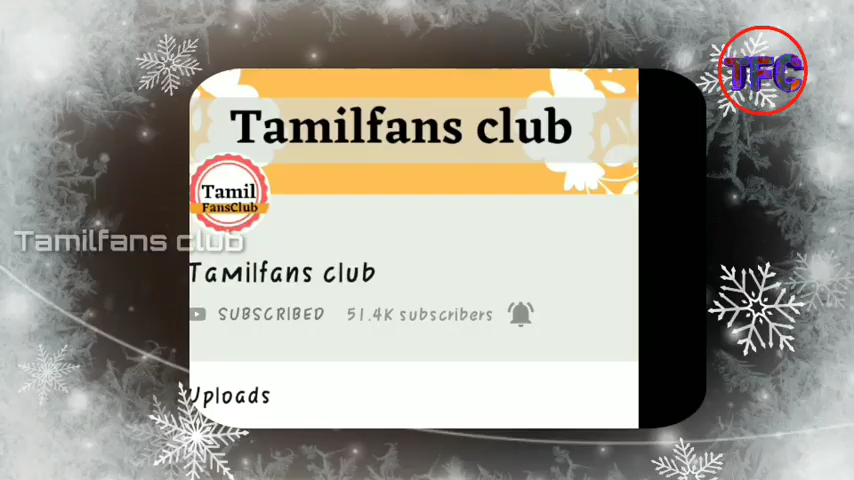 TFC
Tamilfans club
Tamil
FansClub
Tamilfans club
Tamilfans club
SUBSCRIBED 51.4K subscribers
Uploads